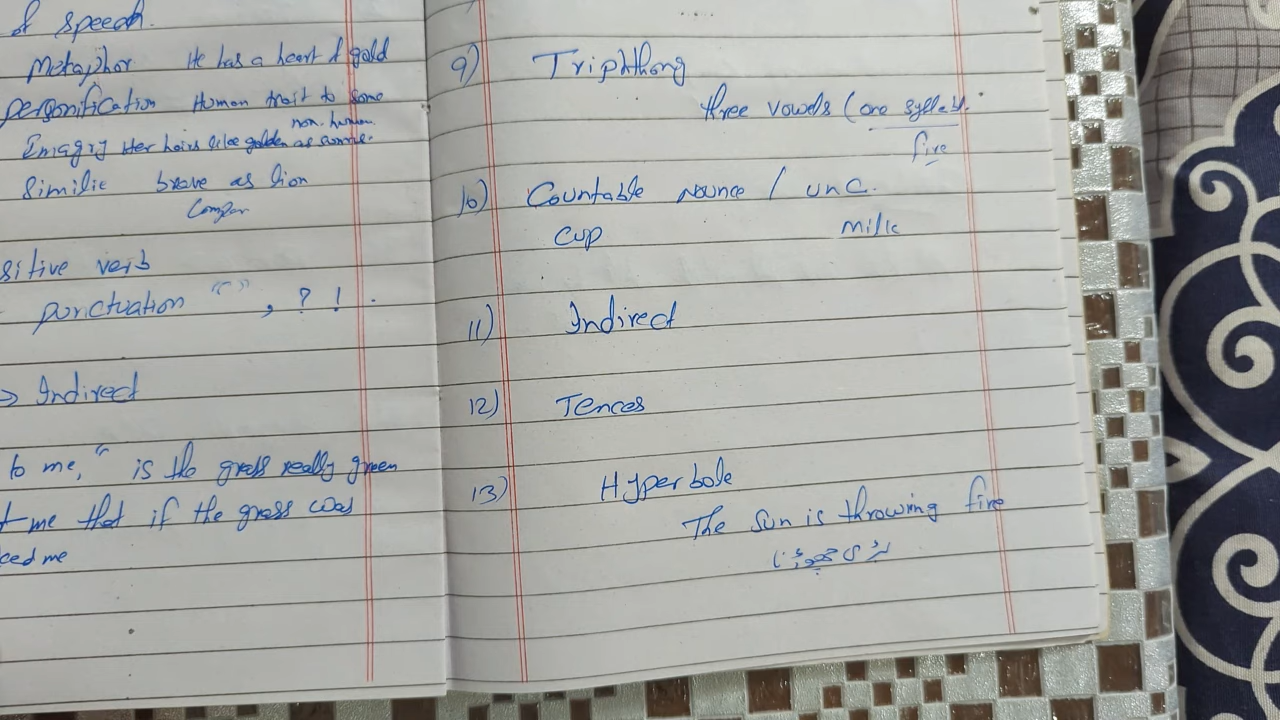 of speech.
Metaphor He has a heart of gold
personification Human trait to some
non. human
Emagry Her hairs like golden as sunrise.
Similie brave as lion
Compar
sitive verb
punctuation " " , ? ! .
→ Indirect
to me, " is the grass really green
t me that if the grass was
ced me
9) Triphthong
three vowels (one syllab.
fire
10) Countable nounce / unc.
cup milk
11) Indirect
12) Tences
13) Hyperbole
The sun is throwing fire